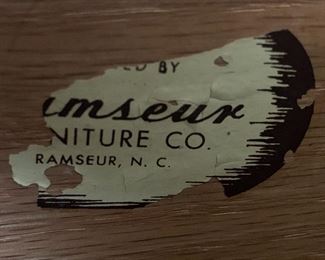 ED BY
amseur
NITURE CO.
RAMSEUR, N. C.